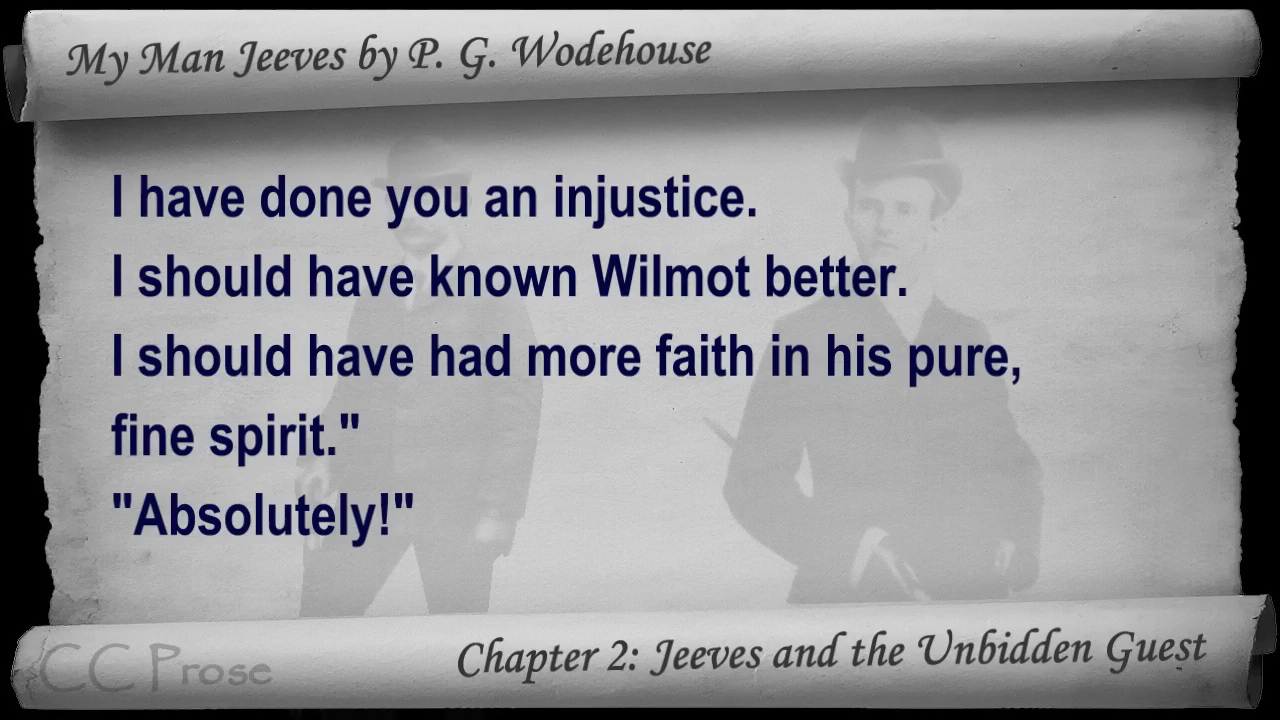 My Man Jeeves by P. G. Wodehouse
I have done you an injustice.
I should have known Wilmot better.
I should have had more faith in his pure,
fine spirit."
"Absolutely!"
CC Prose
Chapter 2: Jeeves and the Unbidden Guest